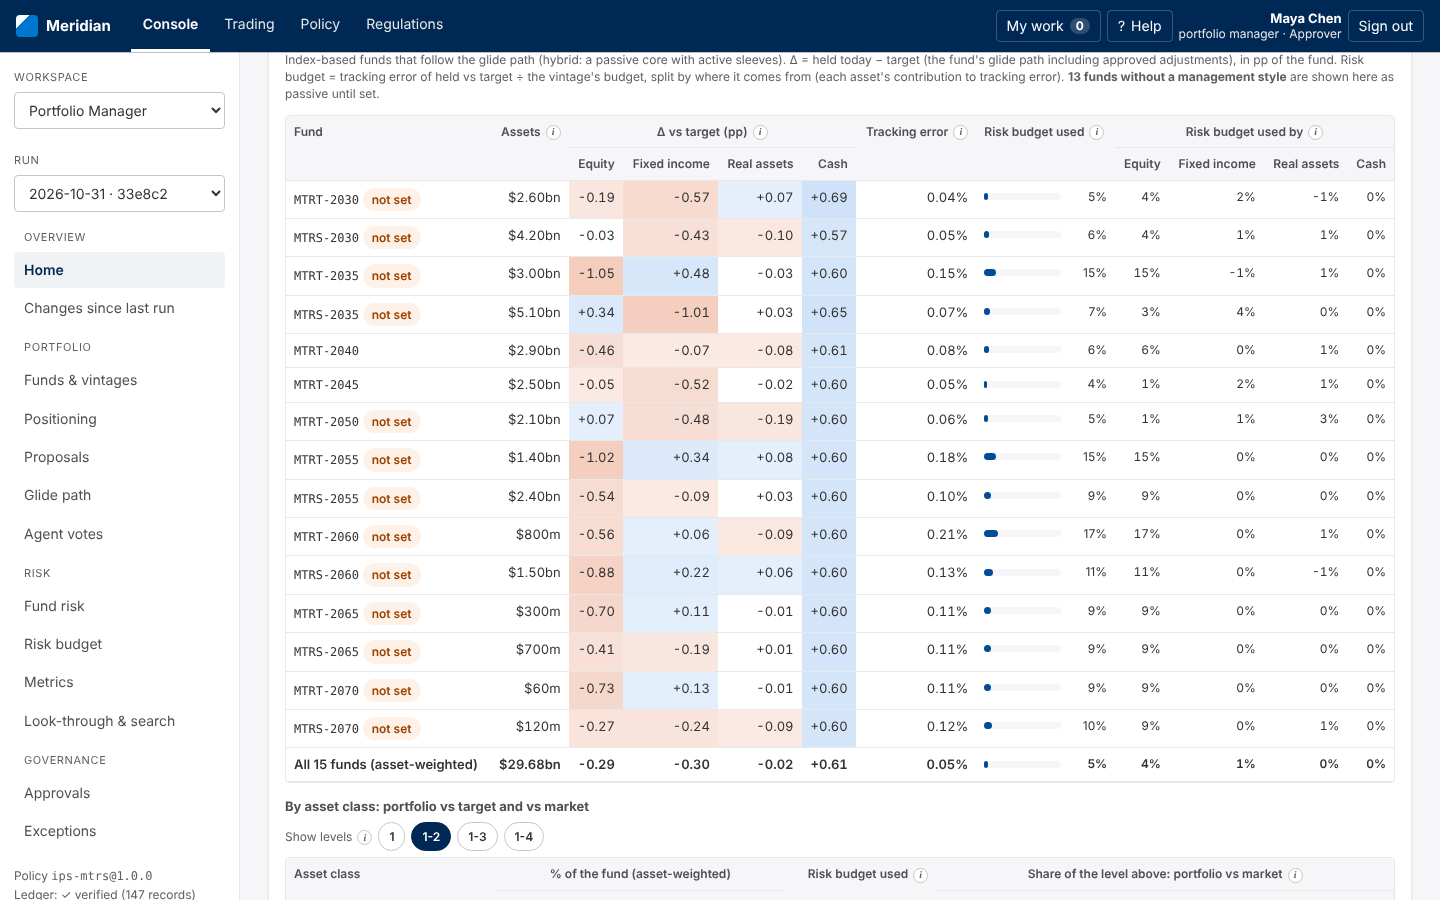 Meridian
Console Trading Policy Regulations
My work 0
? Help
Maya Chen
portfolio manager · Approver
Sign out
WORKSPACE
Portfolio Manager
RUN
2026-10-31 · 33e8c2
OVERVIEW
Home
Changes since last run
PORTFOLIO
Funds & vintages
Positioning
Proposals
Glide path
Agent votes
RISK
Fund risk
Risk budget
Metrics
Look-through & search
GOVERNANCE
Approvals
Exceptions
Policy ips-mtrs@1.0.0
Ledger: ✓ verified (147 records)
Index-based funds that follow the glide path (hybrid: a passive core with active sleeves). Δ = held today − target (the fund's glide path including approved adjustments), in pp of the fund. Risk
budget = tracking error of held vs target ÷ the vintage's budget, split by where it comes from (each asset's contribution to tracking error). 13 funds without a management style are shown here as
passive until set.
Fund Assets i Δ vs target (pp) i Tracking error i Risk budget used i Risk budget used by i
Equity Fixed income Real assets Cash Equity Fixed income Real assets Cash
MTRT-2030 not set $2.60bn -0.19 -0.57 +0.07 +0.69 0.04% 5% 4% 2% -1% 0%
MTRS-2030 not set $4.20bn -0.03 -0.43 -0.10 +0.57 0.05% 6% 4% 1% 1% 0%
MTRT-2035 not set $3.00bn -1.05 +0.48 -0.03 +0.60 0.15% 15% 15% -1% 1% 0%
MTRS-2035 not set $5.10bn +0.34 -1.01 +0.03 +0.65 0.07% 7% 3% 4% 0% 0%
MTRT-2040 $2.90bn -0.46 -0.07 -0.08 +0.61 0.08% 6% 6% 0% 1% 0%
MTRT-2045 $2.50bn -0.05 -0.52 -0.02 +0.60 0.05% 4% 1% 2% 1% 0%
MTRT-2050 not set $2.10bn +0.07 -0.48 -0.19 +0.60 0.06% 5% 1% 1% 3% 0%
MTRT-2055 not set $1.40bn -1.02 +0.34 +0.08 +0.60 0.18% 15% 15% 0% 0% 0%
MTRS-2055 not set $2.40bn -0.54 -0.09 +0.03 +0.60 0.10% 9% 9% 0% 0% 0%
MTRT-2060 not set $800m -0.56 +0.06 -0.09 +0.60 0.21% 17% 17% 0% 1% 0%
MTRS-2060 not set $1.50bn -0.88 +0.22 +0.06 +0.60 0.13% 11% 11% 0% -1% 0%
MTRT-2065 not set $300m -0.70 +0.11 -0.01 +0.60 0.11% 9% 9% 0% 0% 0%
MTRS-2065 not set $700m -0.41 -0.19 +0.01 +0.60 0.11% 9% 9% 0% 0% 0%
MTRT-2070 not set $60m -0.73 +0.13 -0.01 +0.60 0.11% 9% 9% 0% 0% 0%
MTRS-2070 not set $120m -0.27 -0.24 -0.09 +0.60 0.12% 10% 9% 0% 1% 0%
All 15 funds (asset-weighted) $29.68bn -0.29 -0.30 -0.02 +0.61 0.05% 5% 4% 1% 0% 0%
By asset class: portfolio vs target and vs market
Show levels i 1 1-2 1-3 1-4
Asset class % of the fund (asset-weighted) Risk budget used i Share of the level above: portfolio vs market i